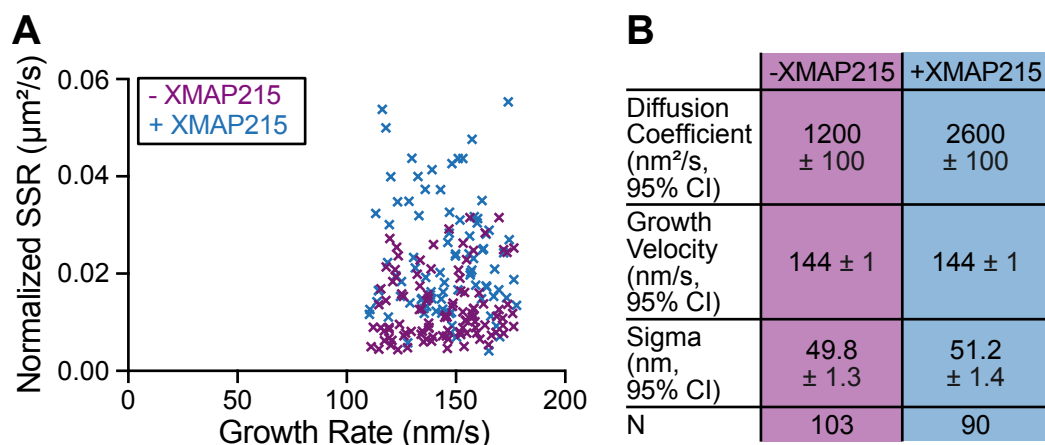 A
Normalized SSR (µm²/s)
0.06
0.04
0.02
0.00
- XMAP215
+ XMAP215
0
50
100
150
200
Growth Rate (nm/s)
B
-XMAP215
+XMAP215
Diffusion
Coefficient
(nm²/s,
95% CI)
1200
± 100
2600
± 100
Growth
Velocity
(nm/s,
95% CI)
144 ± 1
144 ± 1
Sigma
(nm,
95% CI)
49.8
± 1.3
51.2
± 1.4
N
103
90